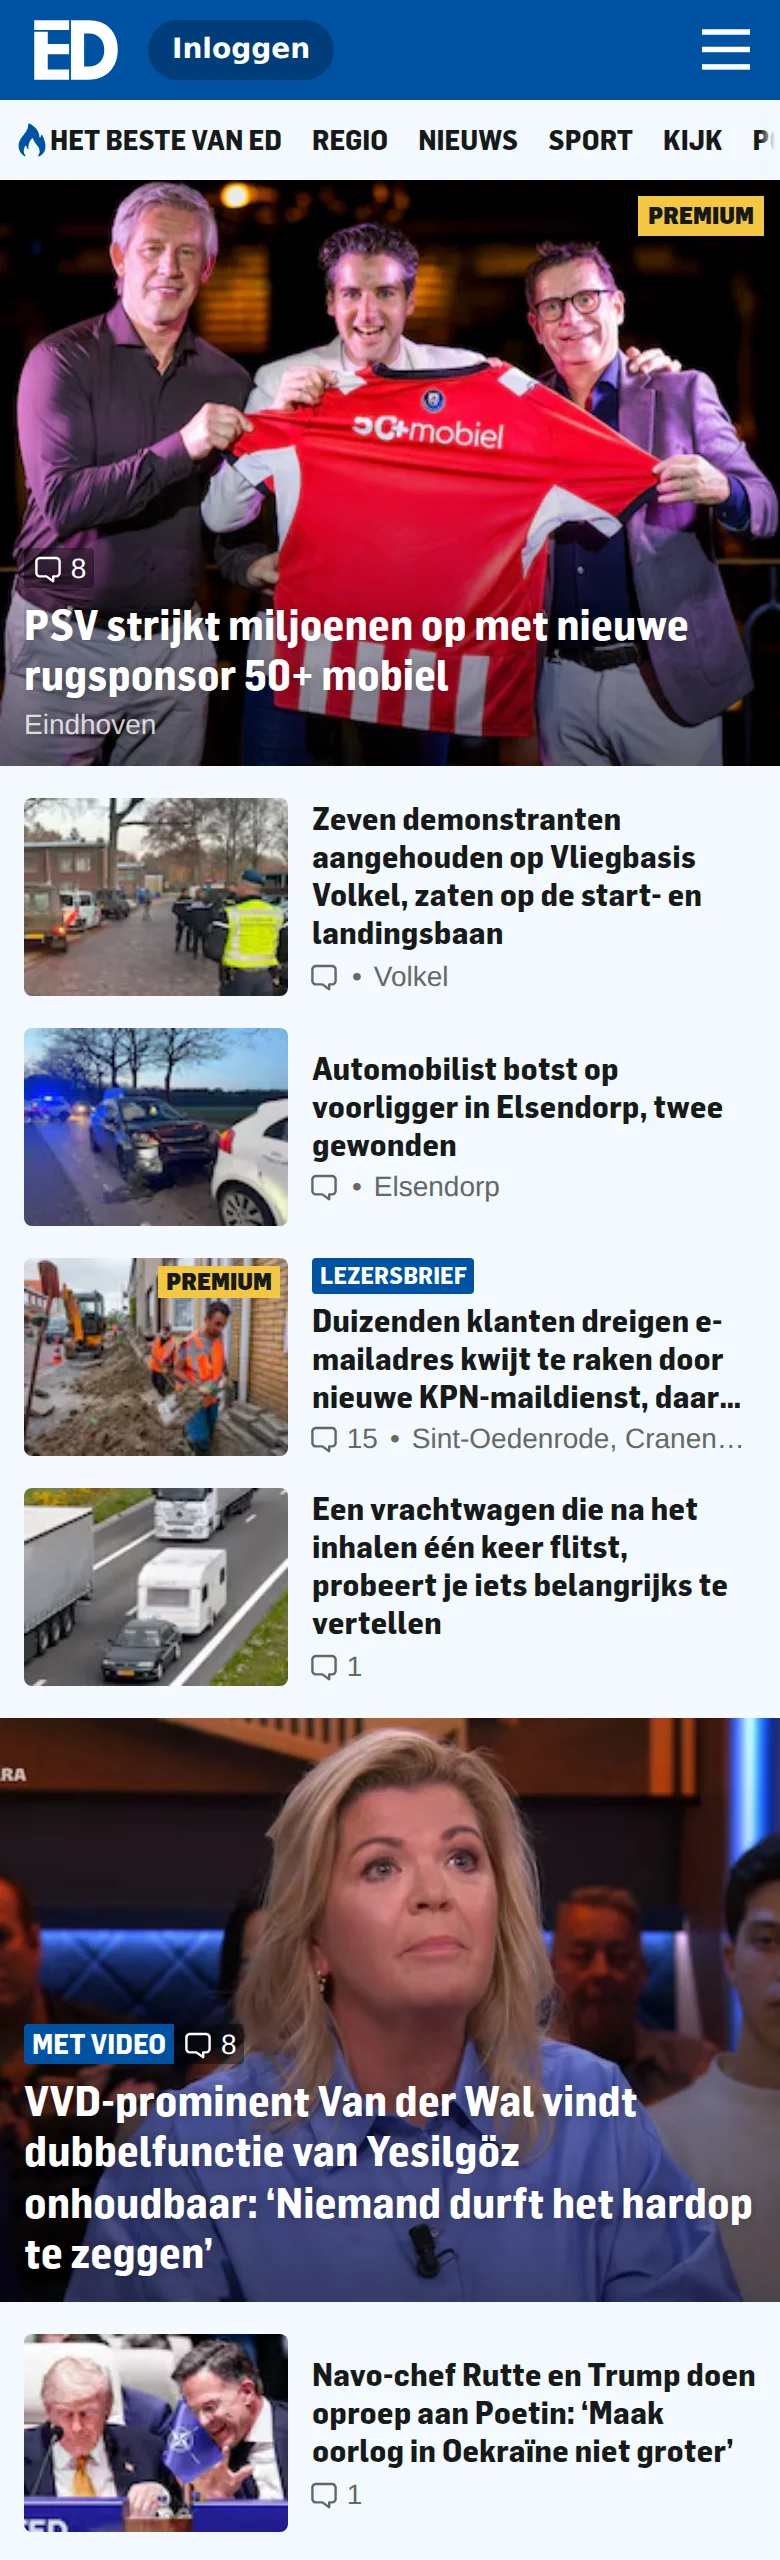 ED
Inloggen
HET BESTE VAN ED
REGIO
NIEUWS
SPORT
KIJK
PREMIUM
50+mobiel
8
PSV strijkt miljoenen op met nieuwe
rugsponsor 50+ mobiel
Eindhoven
Zeven demonstranten
aangehouden op Vliegbasis
Volkel, zaten op de start- en
landingsbaan
• Volkel
Automobilist botst op
voorligger in Elsendorp, twee
gewonden
• Elsendorp
PREMIUM
LEZERSBRIEF
Duizenden klanten dreigen e-
mailadres kwijt te raken door
nieuwe KPN-maildienst, daar...
15 • Sint-Oedenrode, Cranen...
Een vrachtwagen die na het
inhalen één keer flitst,
probeert je iets belangrijks te
vertellen
1
RA
MET VIDEO
8
VVD-prominent Van der Wal vindt
dubbelfunctie van Yesilgöz
onhoudbaar: ‘Niemand durft het hardop
te zeggen’
Navo-chef Rutte en Trump doen
oproep aan Poetin: ‘Maak
oorlog in Oekraïne niet groter’
1